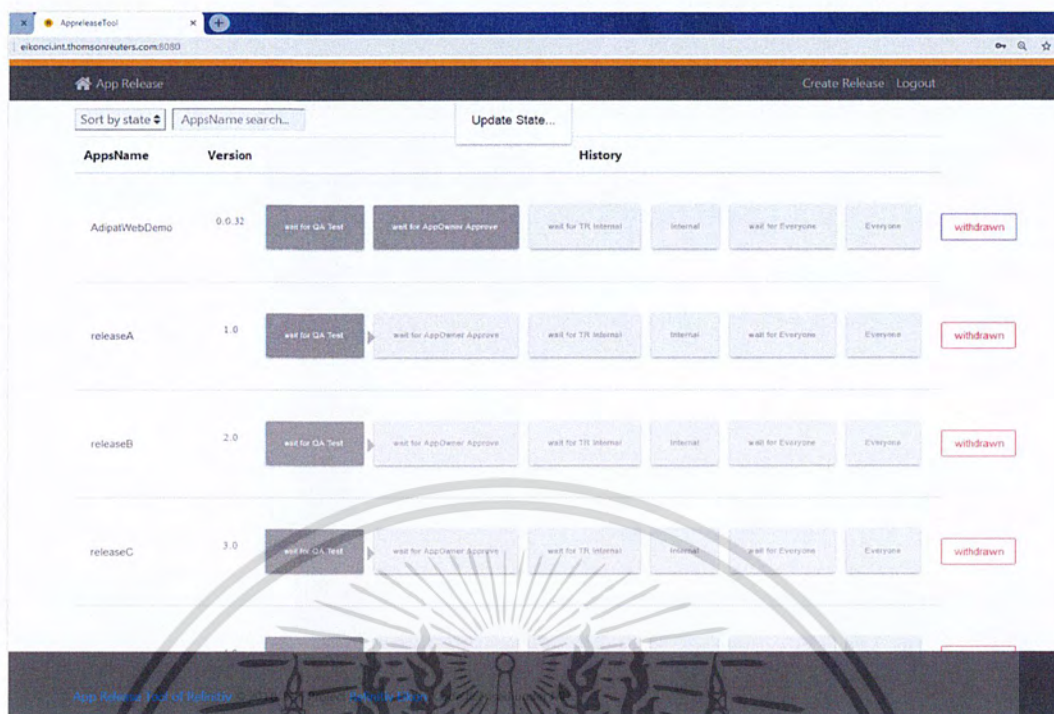 AppreleaseTool
eikonci.int.thomsonreuters.com:8080
App Release Create Release Logout
Sort by state AppsName search... Update State...
AppsName Version History
AdipatWebDemo 0.0.32 wait for QA Test wait for AppOwner Approve wait for TR Internal Internal wait for Everyone Everyone withdrawn
releaseA 1.0 wait for QA Test wait for AppOwner Approve wait for TR Internal Internal wait for Everyone Everyone withdrawn
releaseB 2.0 wait for QA Test wait for AppOwner Approve wait for TR Internal Internal wait for Everyone Everyone withdrawn
releaseC 3.0 wait for QA Test wait for AppOwner Approve wait for TR Internal Internal wait for Everyone Everyone withdrawn
App Release Tool of